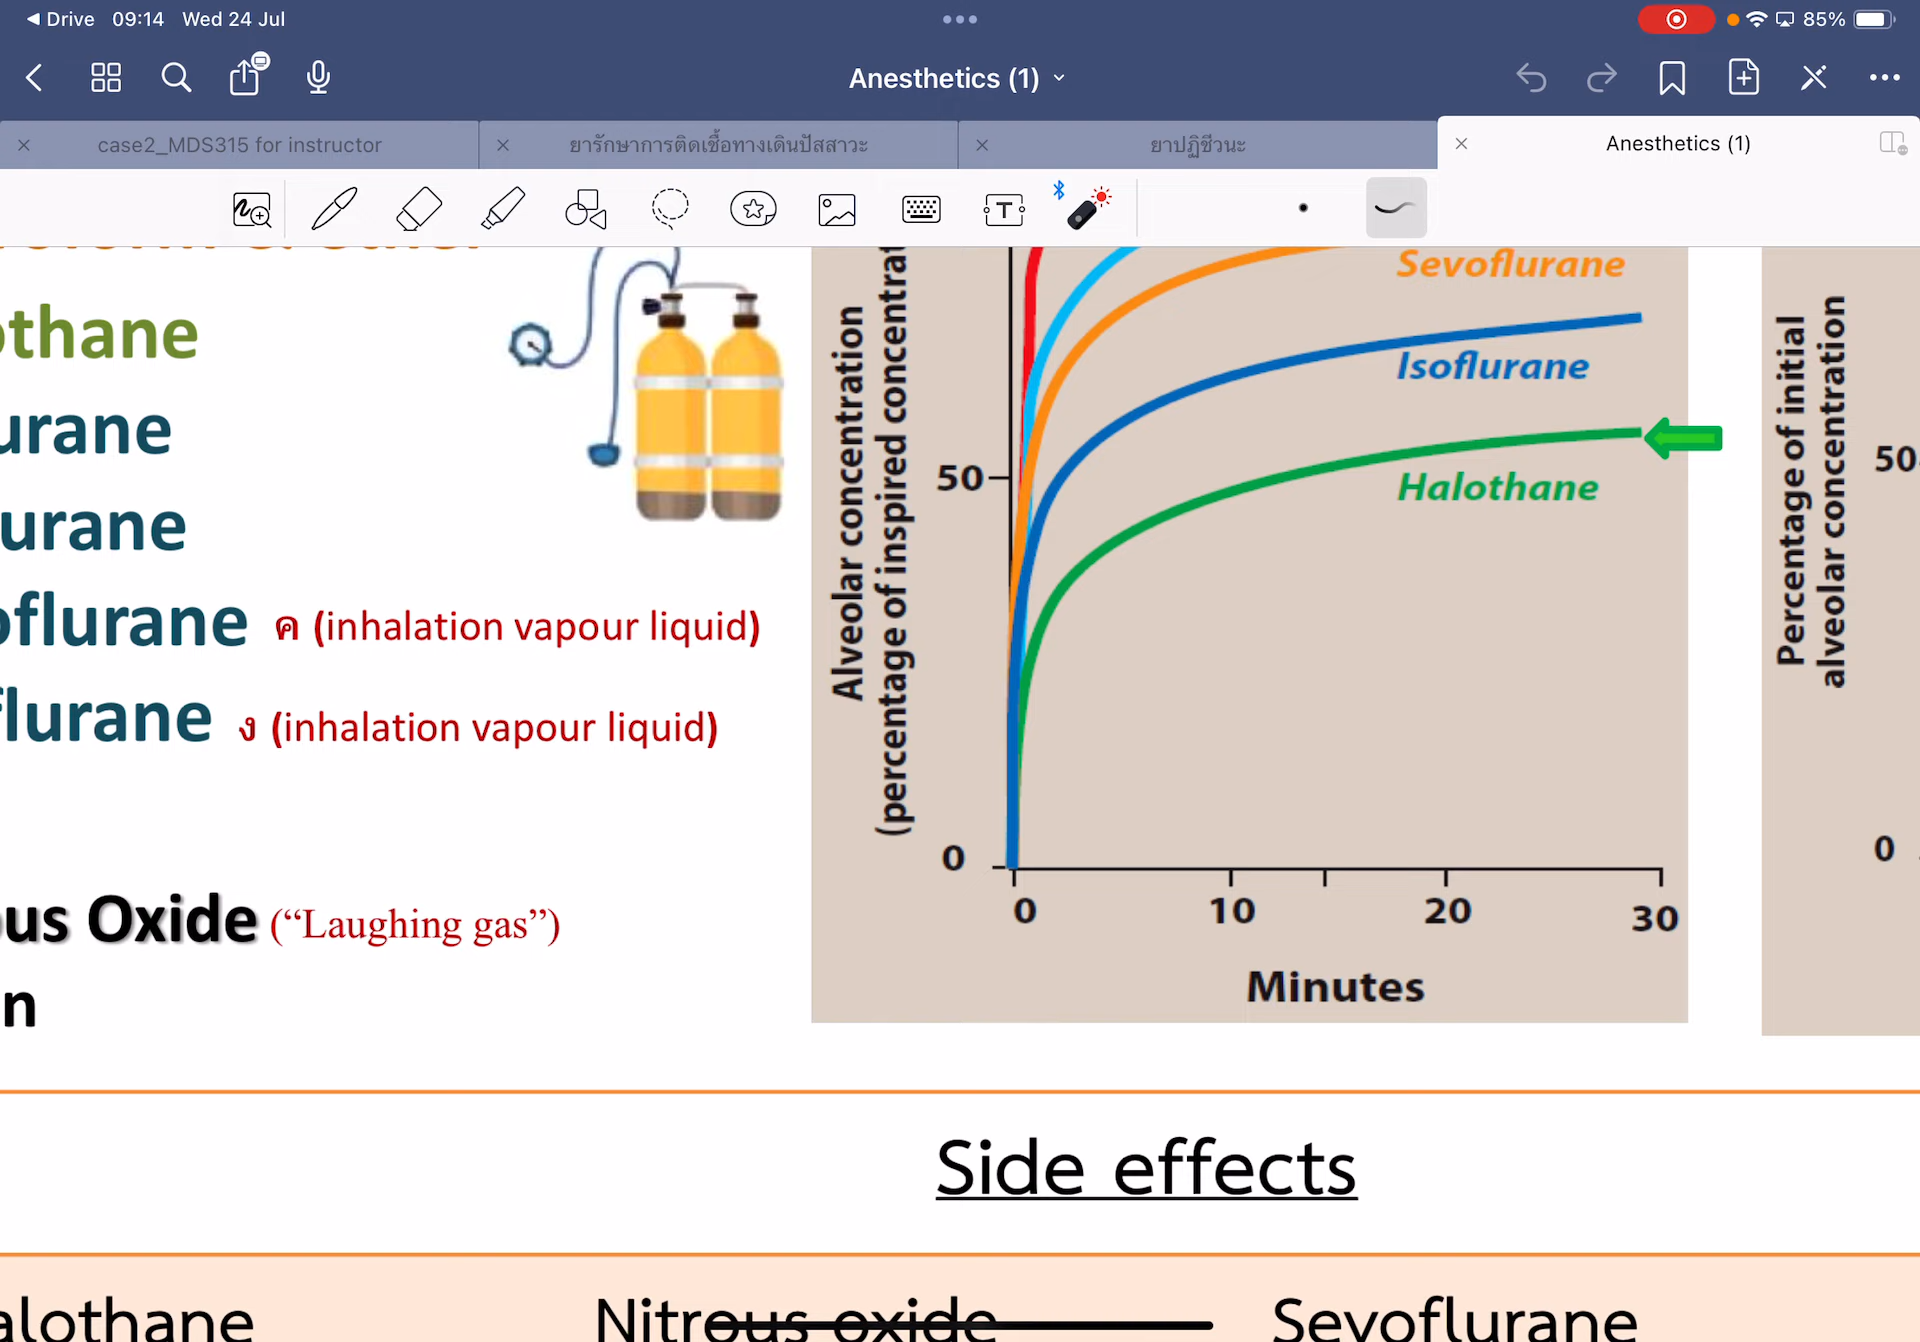 Drive 09:14 Wed 24 Jul
85%
Anesthetics (1)
case2_MDS315 for instructor
ยารักษาการติดเชื้อทางเดินปัสสาวะ
ยาปฏิชีวนะ
Anesthetics (1)
othane
urane
urane
oflurane ค (inhalation vapour liquid)
flurane ง (inhalation vapour liquid)
us Oxide (“Laughing gas”)
n
Alveolar concentration
(percentage of inspired concentrat
50
0
0 10 20 30
Minutes
Sevoflurane
Isoflurane
Halothane
Percentage of initial
alveolar concentration
50
0
Side effects
alothane
Nitrous oxide
Sevoflurane